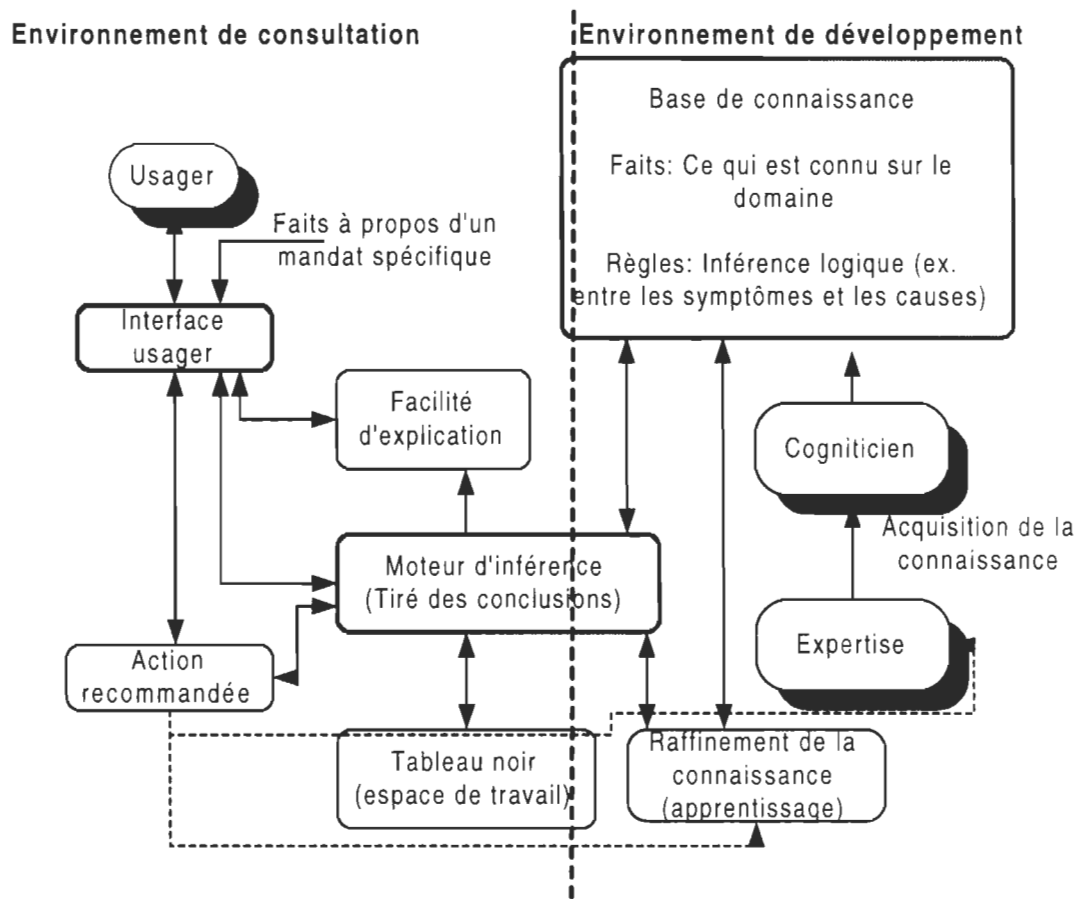 Environnement de consultation
Environnement de développement
Base de connaissance
Faits: Ce qui est connu sur le
domaine
Règles: Inférence logique (ex.
entre les symptômes et les causes)
Usager
Faits à propos d'un
mandat spécifique
Interface
usager
Facilité
d'explication
Cogniticien
Acquisition de la
connaissance
Moteur d'inférence
(Tiré des conclusions)
Expertise
Action
recommandée
Tableau noir
(espace de travail)
Raffinement de la
connaissance
(apprentissage)